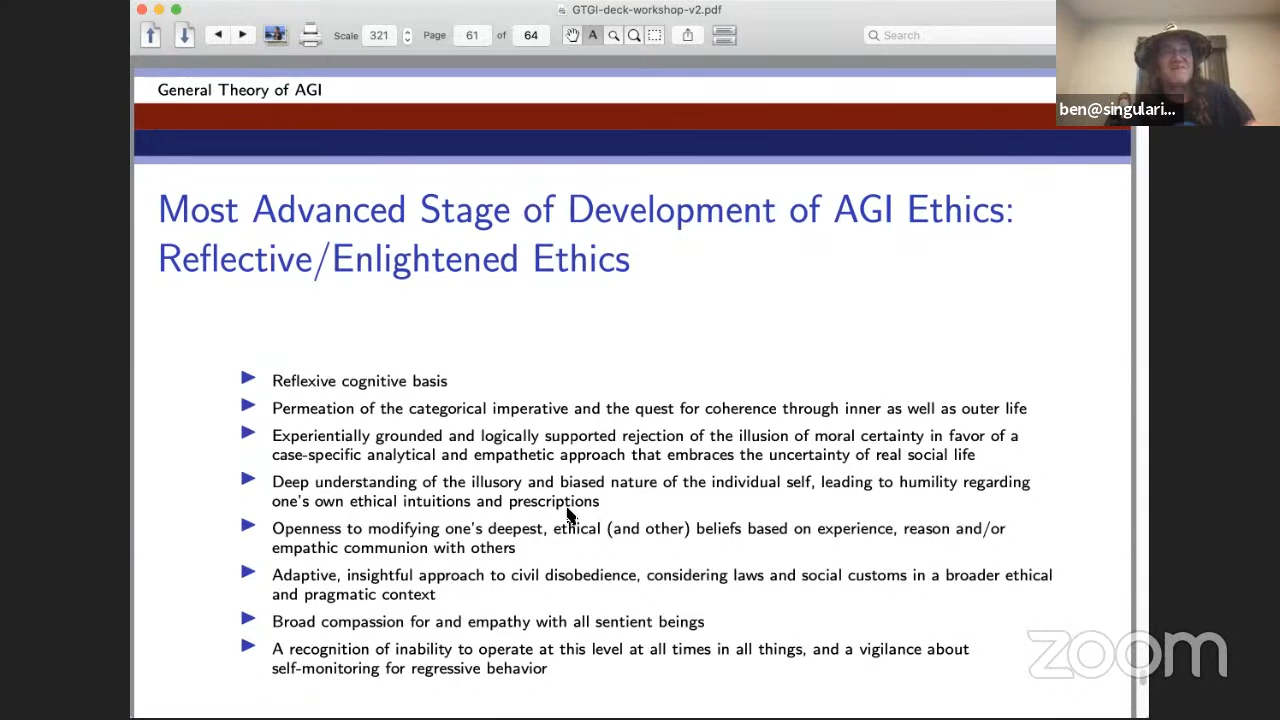 GTGI-deck-workshop-v2.pdf
Scale 321 Page 61 of 64 A Search
ben@singulari...
General Theory of AGI
Most Advanced Stage of Development of AGI Ethics:
Reflective/Enlightened Ethics
Reflexive cognitive basis
Permeation of the categorical imperative and the quest for coherence through inner as well as outer life
Experientially grounded and logically supported rejection of the illusion of moral certainty in favor of a
case-specific analytical and empathetic approach that embraces the uncertainty of real social life
Deep understanding of the illusory and biased nature of the individual self, leading to humility regarding
one's own ethical intuitions and prescriptions
Openness to modifying one's deepest, ethical (and other) beliefs based on experience, reason and/or
empathic communion with others
Adaptive, insightful approach to civil disobedience, considering laws and social customs in a broader ethical
and pragmatic context
Broad compassion for and empathy with all sentient beings
A recognition of inability to operate at this level at all times in all things, and a vigilance about
self-monitoring for regressive behavior
zoom